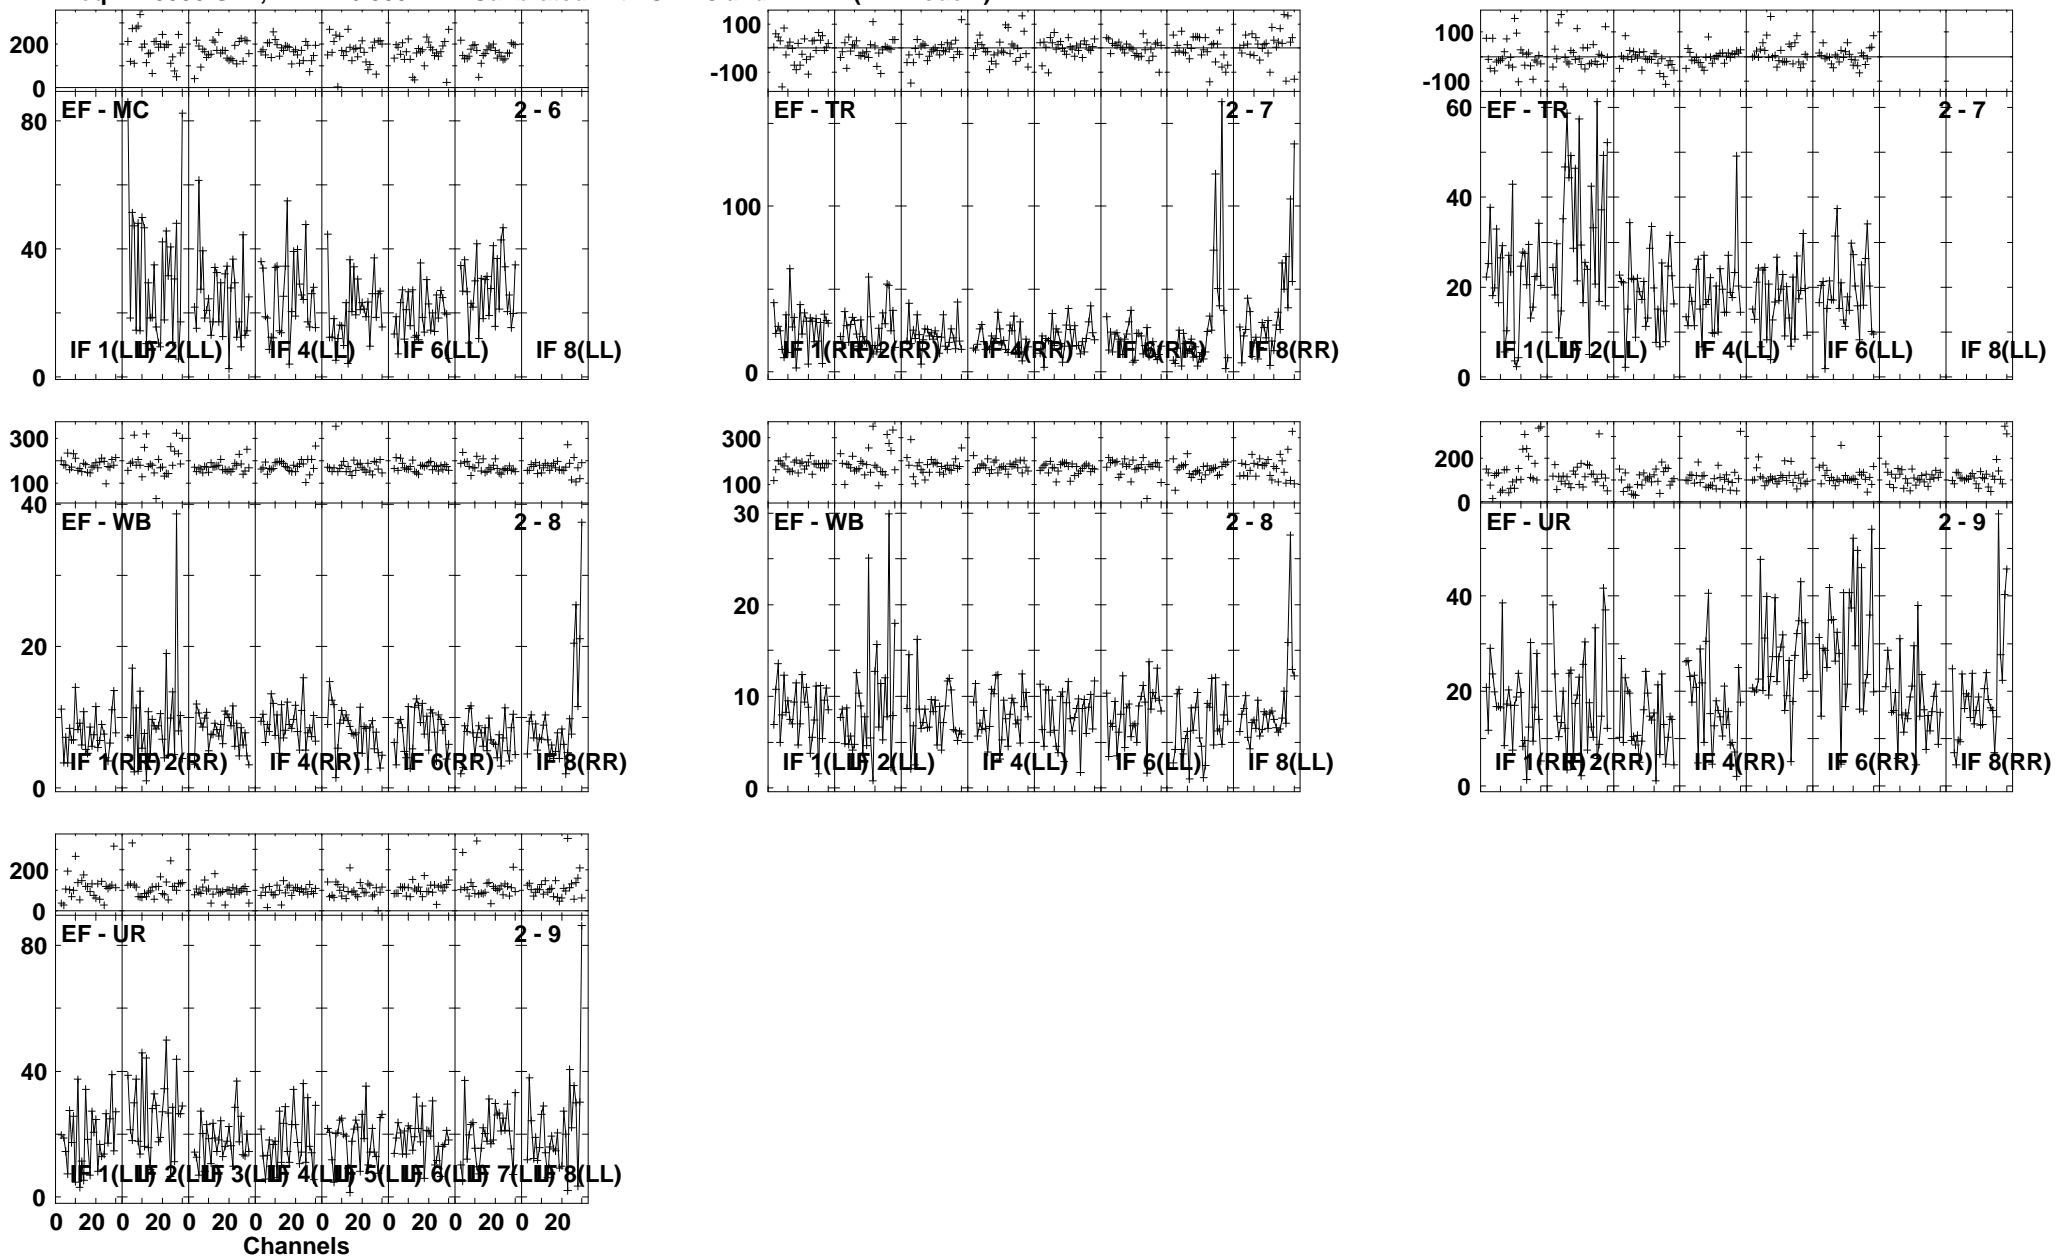 200
0
80
40
0
EF - MC
2 - 6
IF 1(LL)
IF 2(LL)
IF 4(LL)
IF 6(LL)
IF 8(LL)
100
-100
100
0
EF - TR
2 - 7
IF 1(RR)
IF 2(RR)
IF 4(RR)
IF 6(RR)
IF 8(RR)
100
-100
60
40
20
0
EF - TR
2 - 7
IF 1(LL)
IF 2(LL)
IF 4(LL)
IF 6(LL)
IF 8(LL)
300
100
40
20
0
EF - WB
2 - 8
IF 1(RR)
IF 2(RR)
IF 4(RR)
IF 6(RR)
IF 8(RR)
300
100
30
20
10
0
EF - WB
2 - 8
IF 1(LL)
IF 2(LL)
IF 4(LL)
IF 6(LL)
IF 8(LL)
200
0
40
20
0
EF - UR
2 - 9
IF 1(RR)
IF 2(RR)
IF 4(RR)
IF 6(RR)
IF 8(RR)
200
0
80
40
0
EF - UR
2 - 9
IF 1(LL)
IF 2(LL)
IF 3(LL)
IF 4(LL)
IF 5(LL)
IF 6(LL)
IF 7(LL)
IF 8(LL)
0 20 0 20 0 20 0 20 0 20 0 20 0 20 0 20
Channels